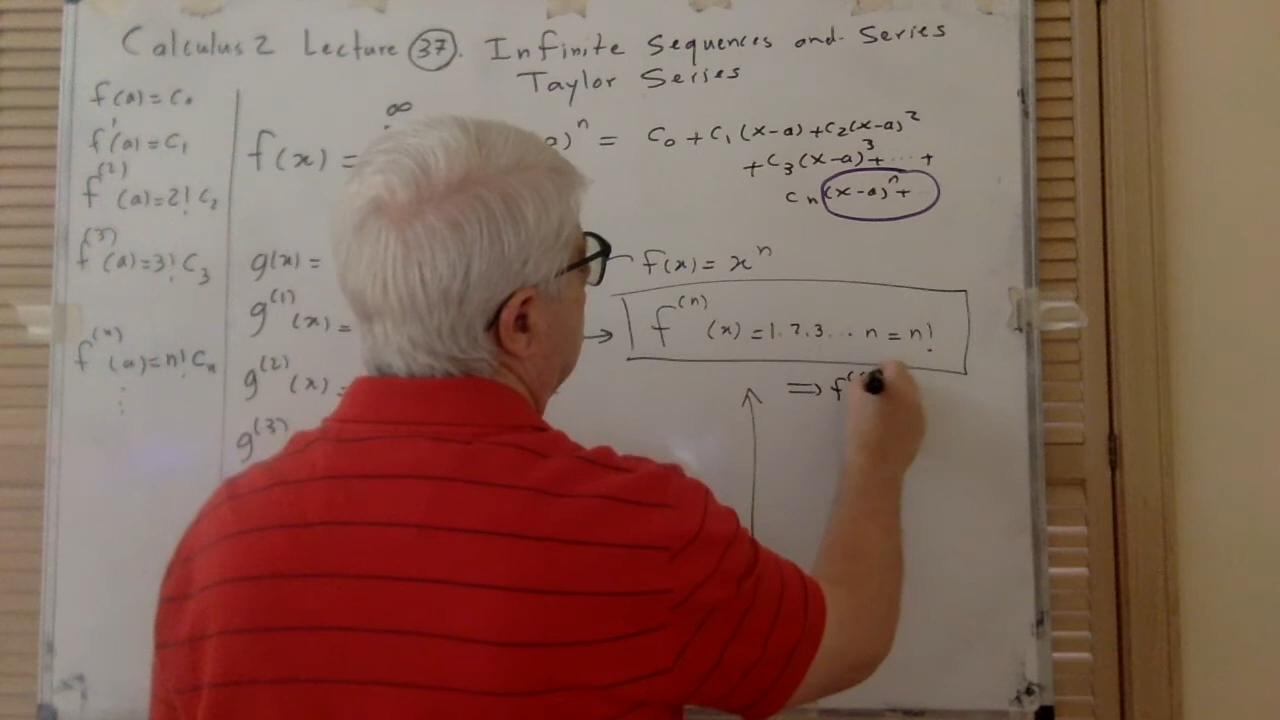 Calculus 2 Lecture 37. Infinite Sequences and Series
Taylor Series
f(a) = c₀
f'(a) = c₁
f⁽²⁾(a) = 2! c₂
f⁽³⁾(a) = 3! c₃
f⁽ⁿ⁾(a) = n! cₙ
⋮
∞
f(x) = a)ⁿ = c₀ + c₁(x-a) + c₂(x-a)²
+ c₃(x-a)³ + ... +
cₙ(x-a)ⁿ + ...
g(x) =
g⁽¹⁾(x) =
g⁽²⁾(x) =
g⁽³⁾
f(x) = xⁿ
→ f⁽ⁿ⁾(x) = 1.2.3... n = n!
⇒ f⁽